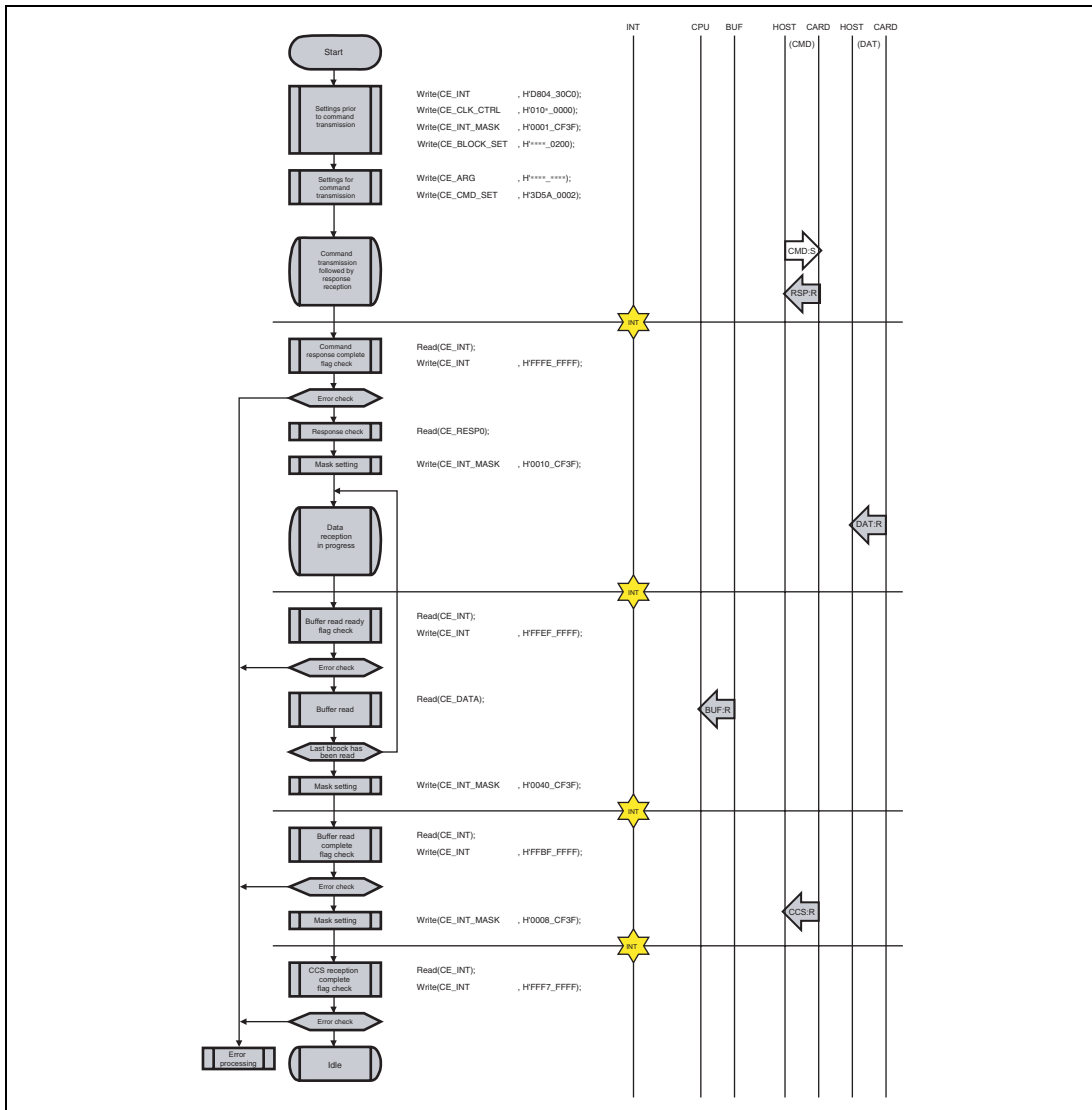 INT CPU BUF HOST CARD HOST CARD
(CMD) (DAT)
Start
Settings prior
to command
transmission
Write(CE_INT , H'D804_30C0);
Write(CE_CLK_CTRL , H'010*_0000);
Write(CE_INT_MASK , H'0001_CF3F);
Write(CE_BLOCK_SET , H'****_0200);
Settings for
command
transmission
Write(CE_ARG , H'****_****);
Write(CE_CMD_SET , H'3D5A_0002);
Command
transmission
followed by
response
reception
CMD:S
RSP:R
INT
Command
response complete
flag check
Read(CE_INT);
Write(CE_INT , H'FFFE_FFFF);
Error check
Response check
Read(CE_RESP0);
Mask setting
Write(CE_INT_MASK , H'0010_CF3F);
Data
reception
in progress
DAT:R
INT
Buffer read ready
flag check
Read(CE_INT);
Write(CE_INT , H'FFEF_FFFF);
Error check
Buffer read
Read(CE_DATA);
BUF:R
Last blcock has
been read
Mask setting
Write(CE_INT_MASK , H'0040_CF3F);
INT
Buffer read
complete
flag check
Read(CE_INT);
Write(CE_INT , H'FFBF_FFFF);
Error check
Mask setting
Write(CE_INT_MASK , H'0008_CF3F);
CCS:R
INT
CCS reception
complete
flag check
Read(CE_INT);
Write(CE_INT , H'FFF7_FFFF);
Error check
Error
processing
Idle